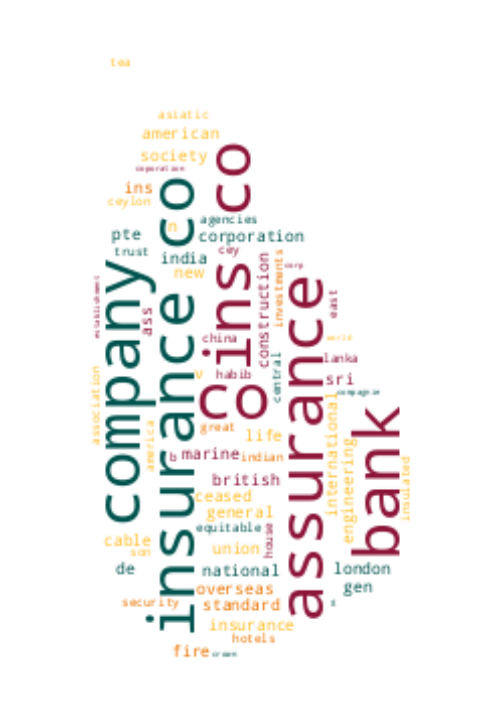 tea
asiatic
american
society
coporation
ins
ceylon
co
insurance co
ins co
n
agencies
pte
corporation
trust
india
cey
new
construction
investments
corp
company
establishment
ass
assurance
east
china
world
lanka
habib
v
central
sri
compagnie
co
association
america
great
life
international
bank
b
marine
indian
engineering
insulated
british
ceased
general
equitable
house
cable
son
union
de
national
london
overseas
gen
security
standard
s
insurance
hotels
fire
crown